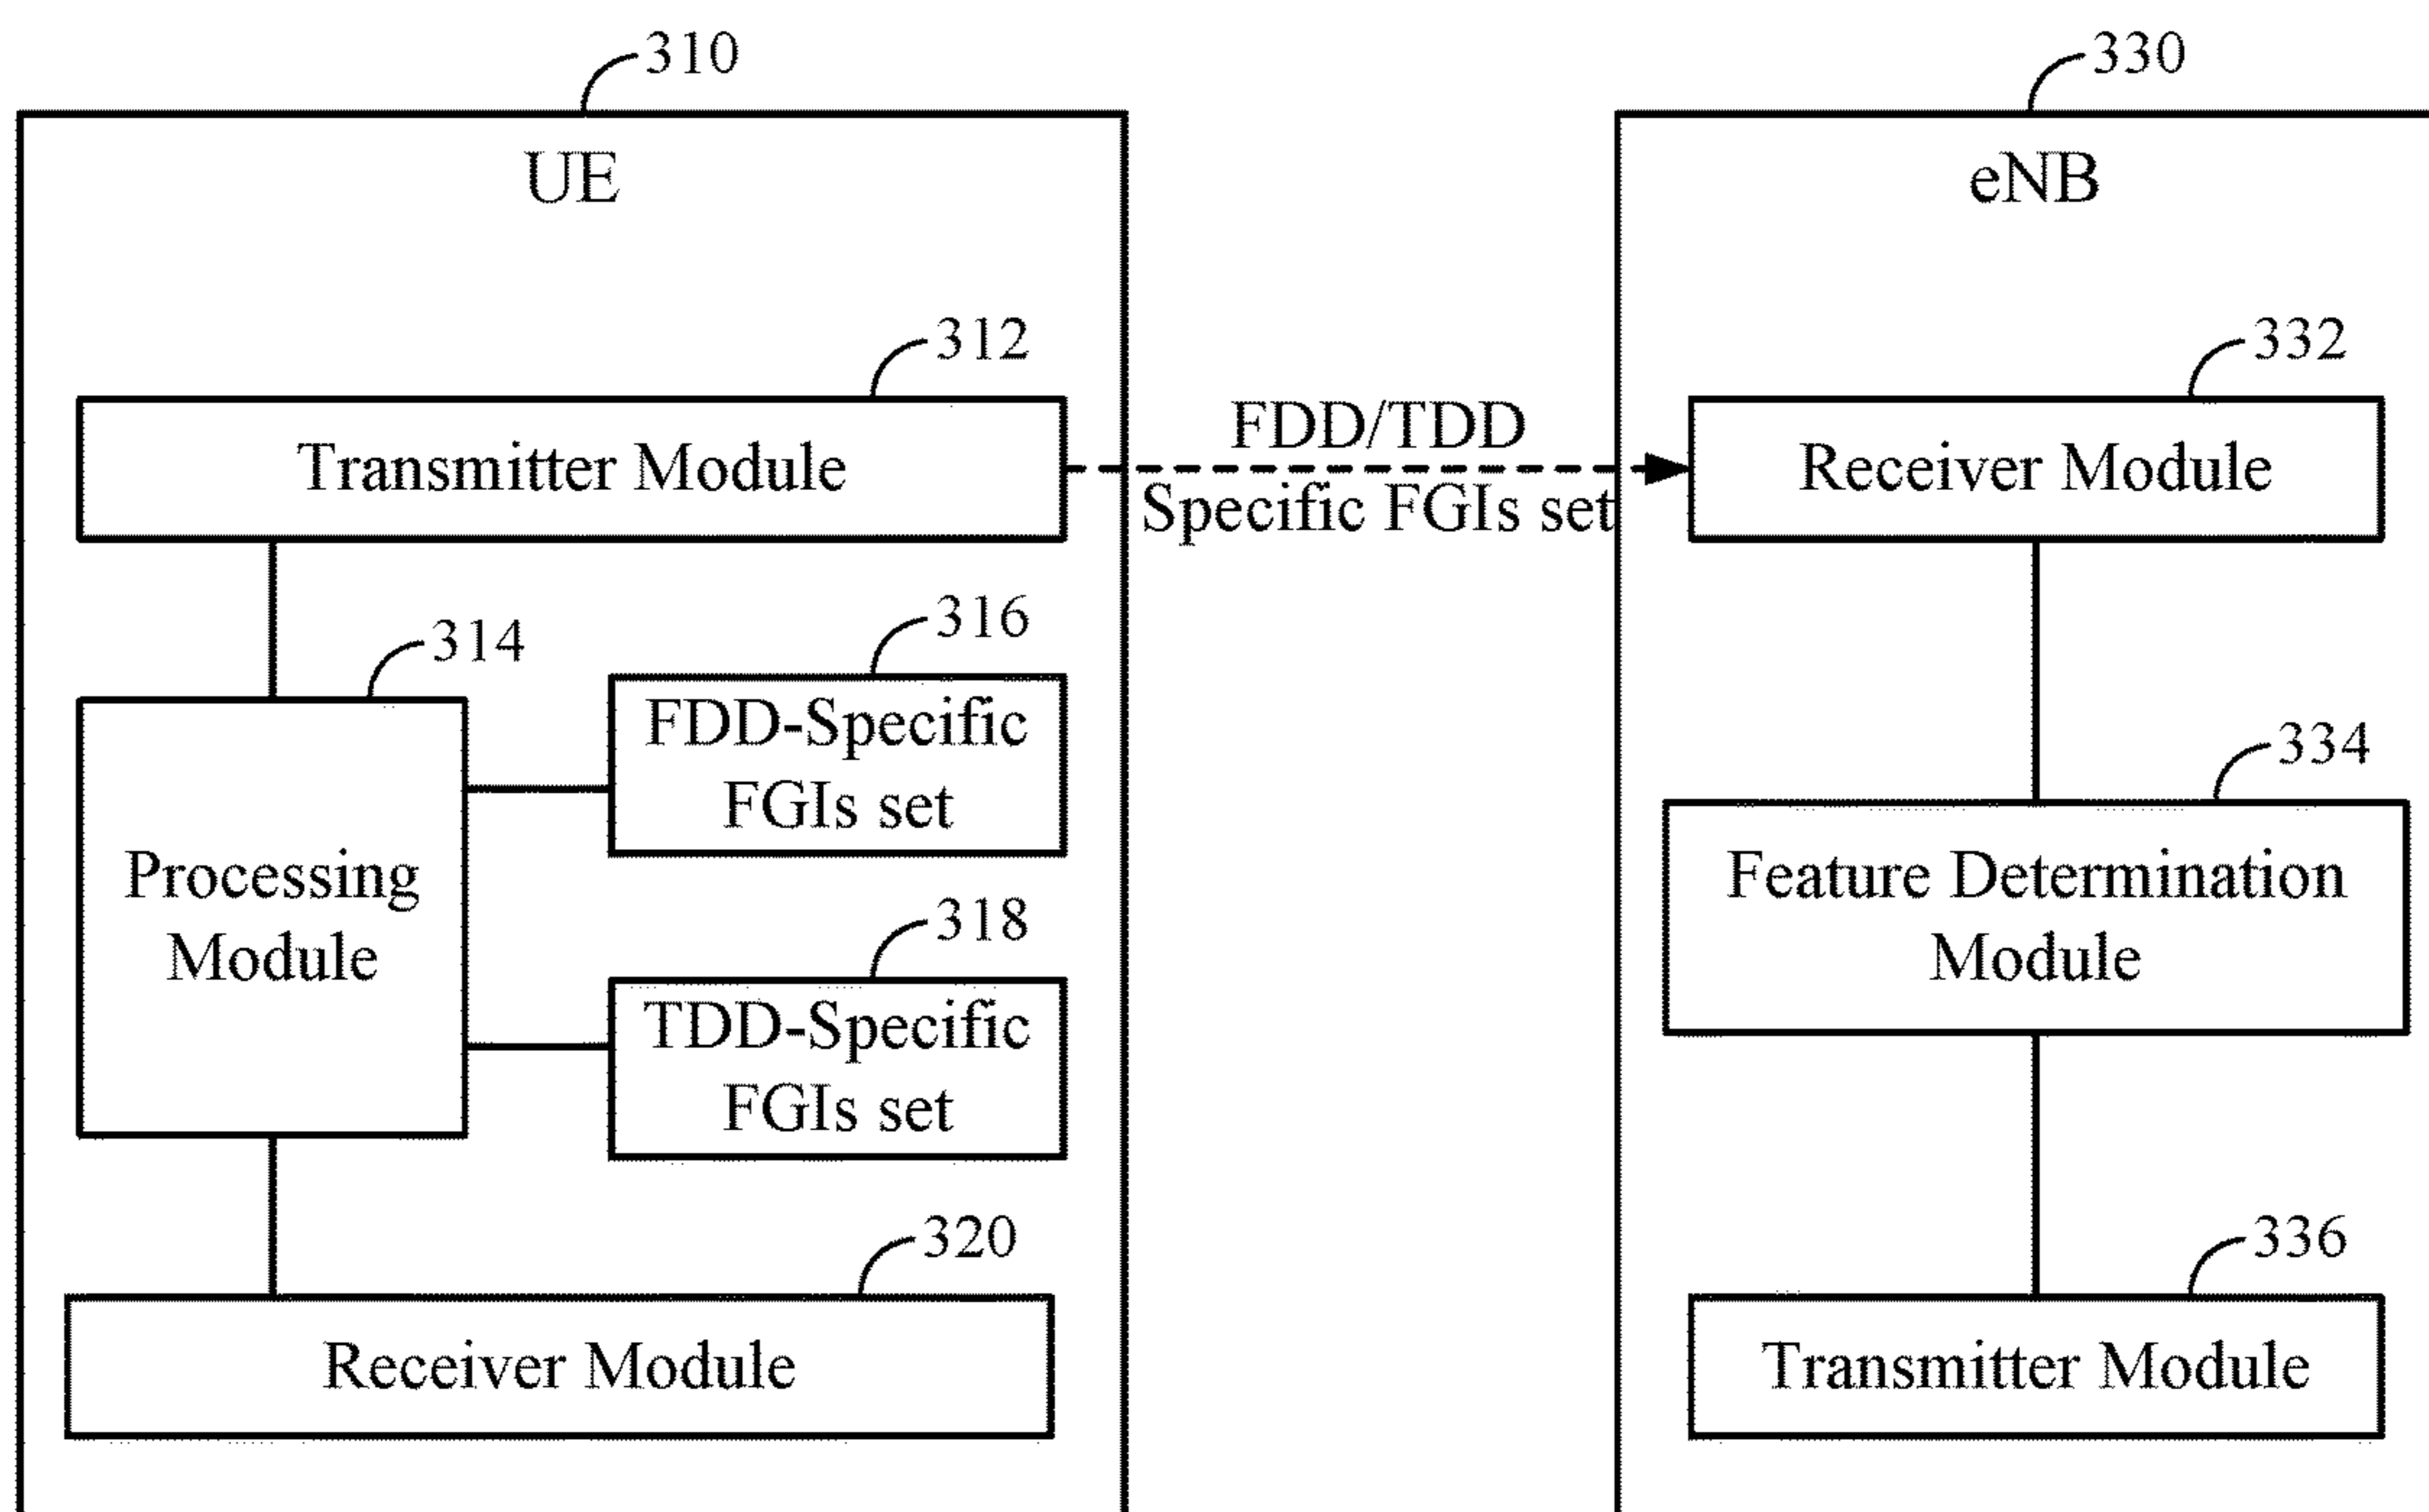 310
330
UE
eNB
312
332
Transmitter Module
FDD/TDD
Specific FGIs set
Receiver Module
314
316
FDD-Specific
FGIs set
334
Processing
Module
Feature Determination
Module
318
TDD-Specific
FGIs set
320
336
Receiver Module
Transmitter Module